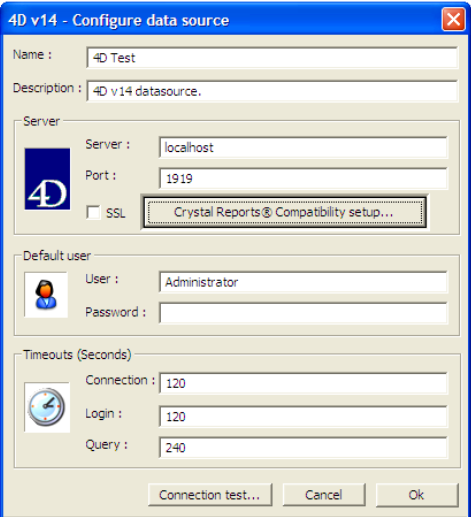 4D v14 - Configure data source
Name :
4D Test
Description :
4D v14 datasource.
Server
Server :
localhost
4D
Port :
1919
SSL
Crystal Reports® Compatibility setup...
Default user
User :
Administrator
Password :
Timeouts (Seconds)
Connection :
120
Login :
120
Query :
240
Connection test...
Cancel
Ok